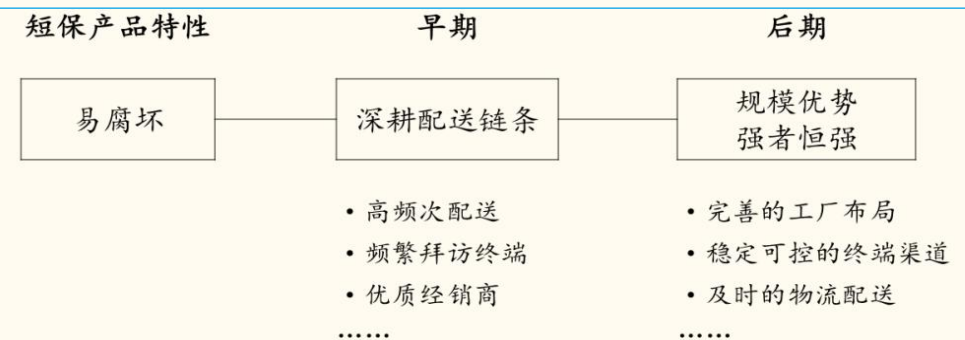 短保产品特性
早期
后期
易腐坏
深耕配送链条
规模优势
强者恒强
• 高频次配送
• 频繁拜访终端
• 优质经销商
……
• 完善的工厂布局
• 稳定可控的终端渠道
• 及时的物流配送
……